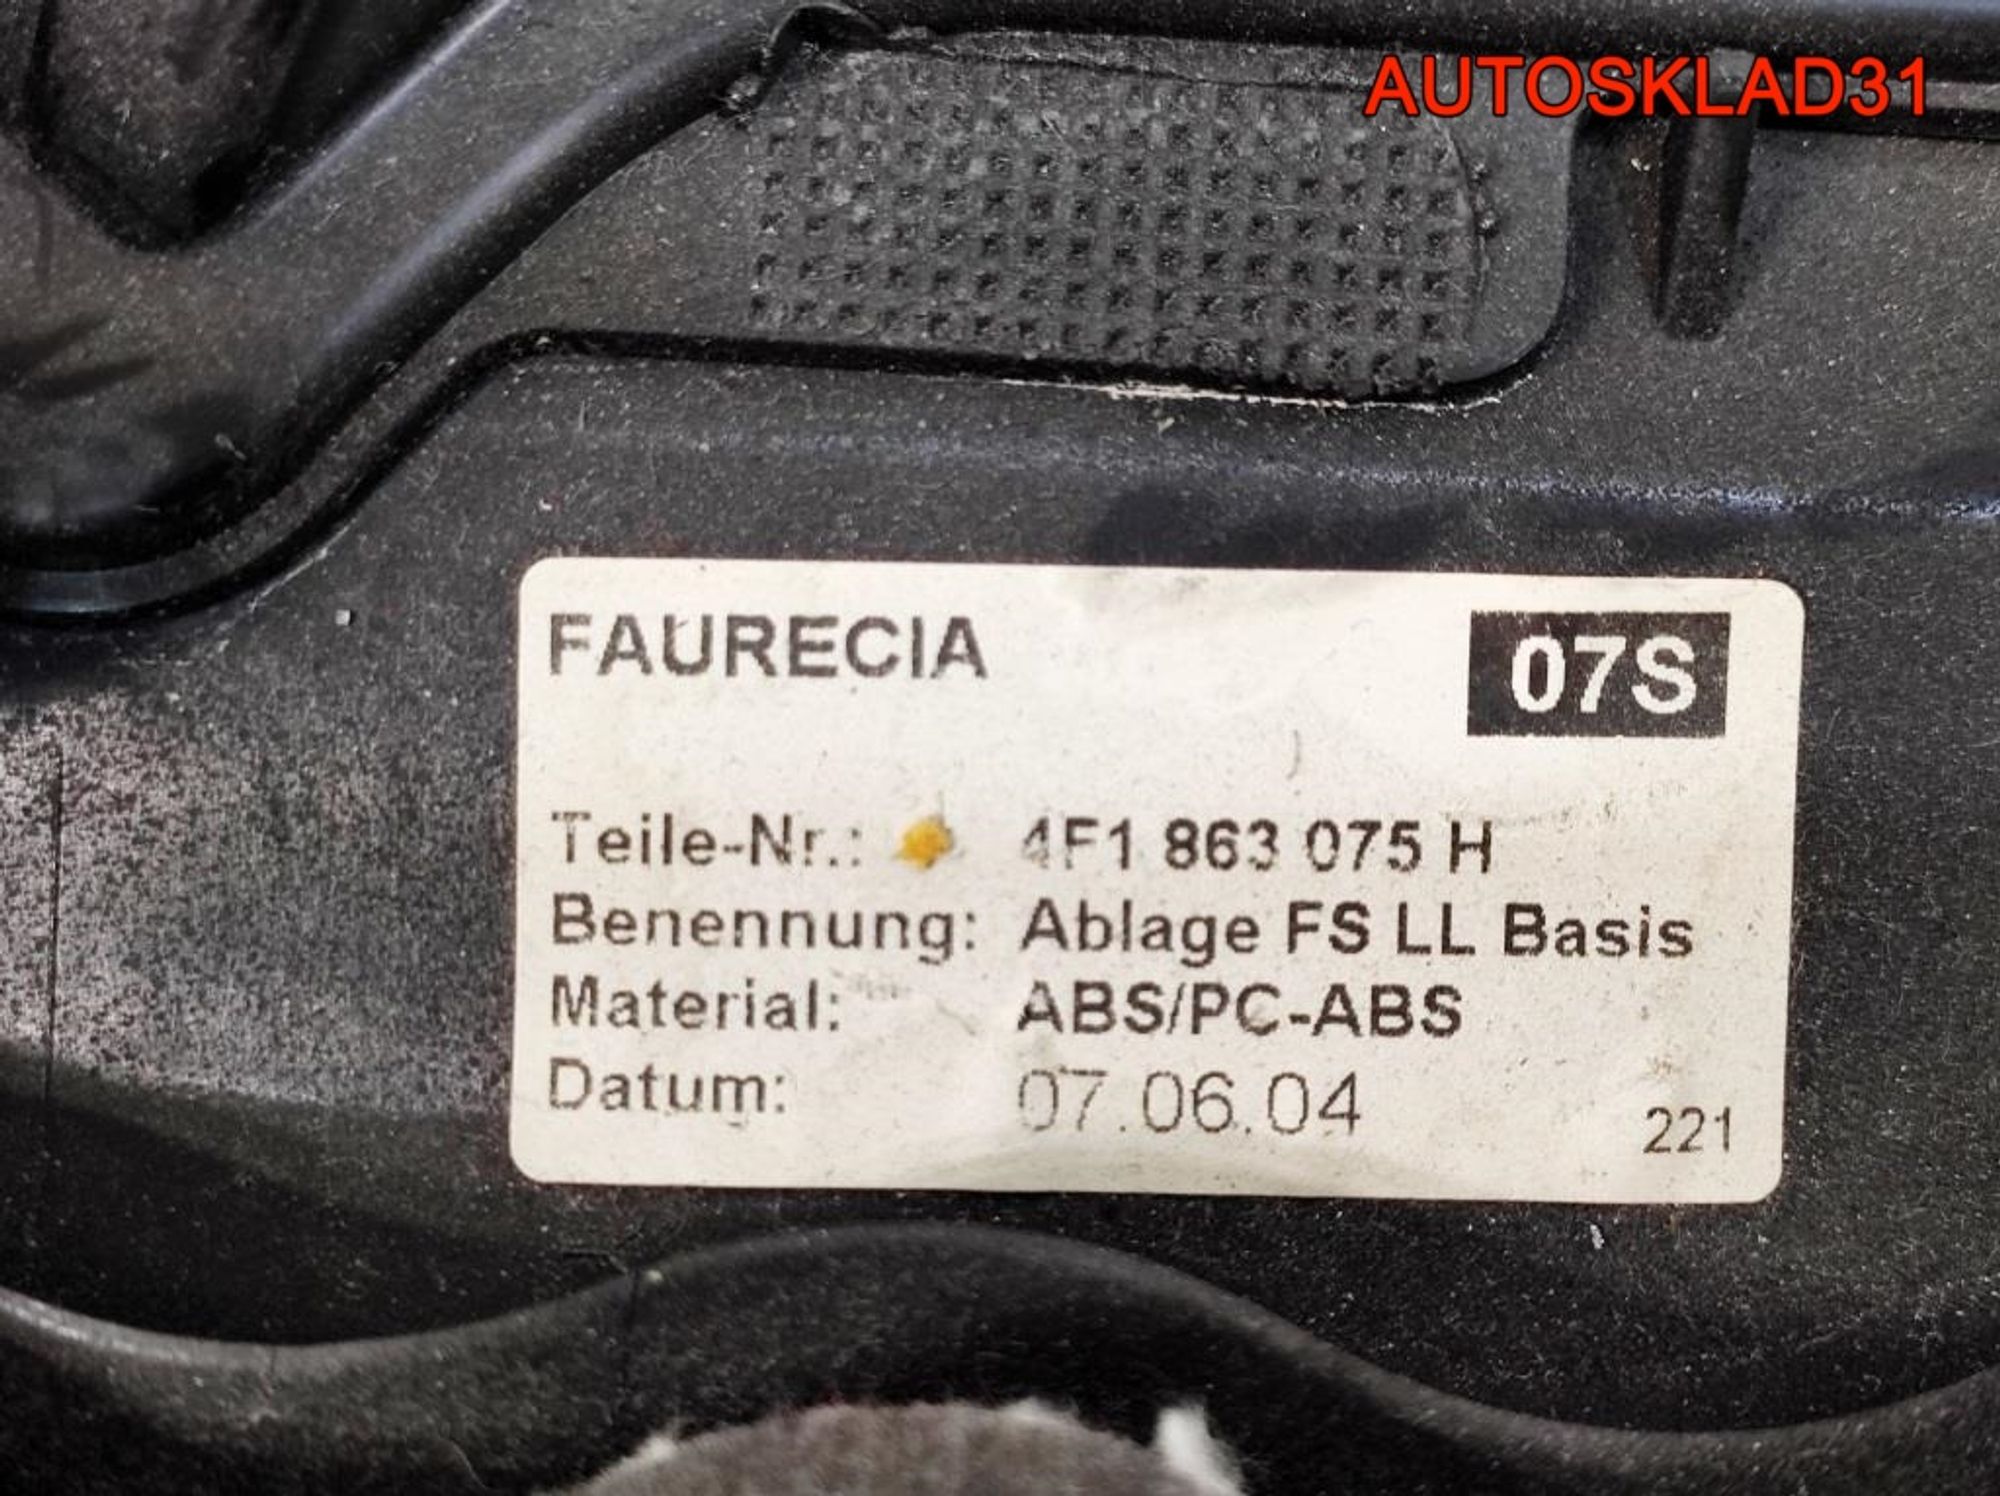 AUTOSKLAD31
FAURECIA
07S
Teile-Nr.: 4F1 863 075 H
Benennung: Ablage FS LL Basis
Material: ABS/PC-ABS
Datum: 07.06.04
221